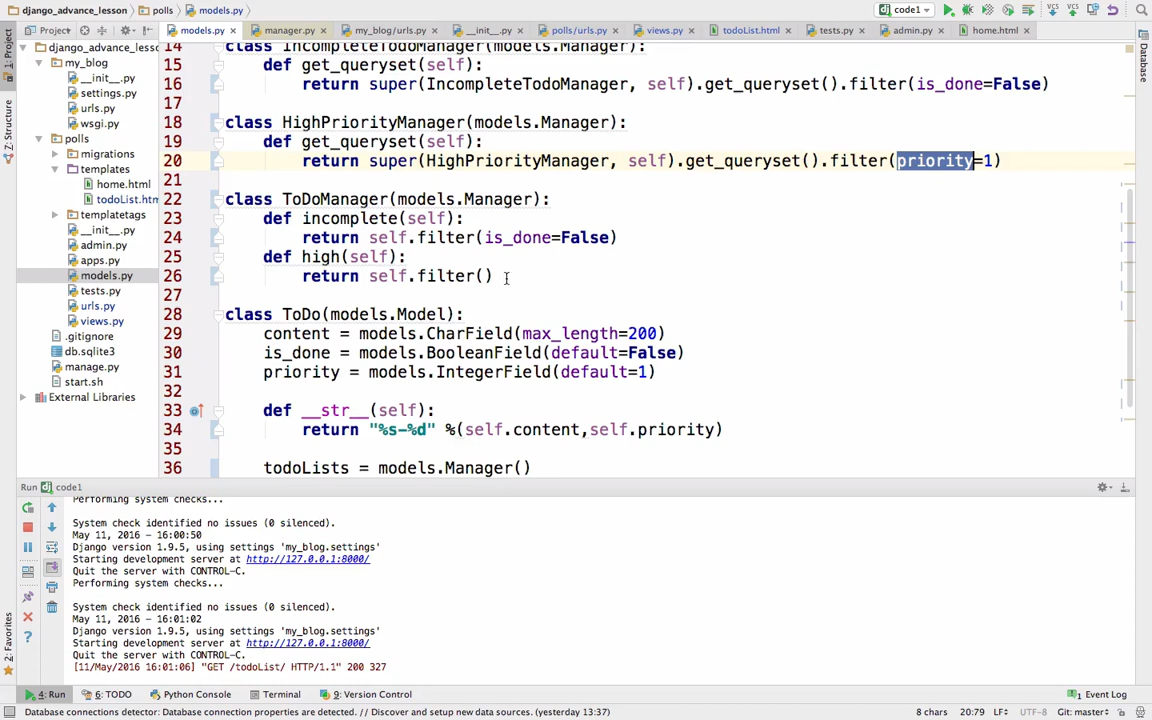 django_advance_lesson polls models.py code1
1: Project
Project models.py manager.py my_blog/urls.py __init__.py polls/urls.py views.py todoList.html tests.py admin.py home.html
django_advance_lesso
my_blog
__init__.py
settings.py
urls.py
wsgi.py
polls
migrations
templates
home.html
todoList.htm
templatetags
__init__.py
admin.py
apps.py
models.py
tests.py
urls.py
views.py
.gitignore
db.sqlite3
manage.py
start.sh
External Libraries
7: Structure
2: Favorites
Database
14 class IncompleteTodoManager(models.Manager):
15 def get_queryset(self):
16 return super(IncompleteTodoManager, self).get_queryset().filter(is_done=False)
17
18 class HighPriorityManager(models.Manager):
19 def get_queryset(self):
20 return super(HighPriorityManager, self).get_queryset().filter(priority=1)
21
22 class ToDoManager(models.Manager):
23 def incomplete(self):
24 return self.filter(is_done=False)
25 def high(self):
26 return self.filter()
27
28 class ToDo(models.Model):
29 content = models.CharField(max_length=200)
30 is_done = models.BooleanField(default=False)
31 priority = models.IntegerField(default=1)
32
33 def __str__(self):
34 return "%s-%d" %(self.content,self.priority)
35
36 todoLists = models.Manager()
Run code1
Performing system checks...
System check identified no issues (0 silenced).
May 11, 2016 - 16:00:50
Django version 1.9.5, using settings 'my_blog.settings'
Starting development server at http://127.0.0.1:8000/
Quit the server with CONTROL-C.
Performing system checks...
System check identified no issues (0 silenced).
May 11, 2016 - 16:01:02
Django version 1.9.5, using settings 'my_blog.settings'
Starting development server at http://127.0.0.1:8000/
Quit the server with CONTROL-C.
[11/May/2016 16:01:06] "GET /todoList/ HTTP/1.1" 200 327
4: Run 6: TODO Python Console Terminal 9: Version Control 1 Event Log
Database connections detector: Database connection properties are detected. // Discover and setup new data sources. (yesterday 13:37) 8 chars 20:79 LF÷ UTF-8 Git: master÷